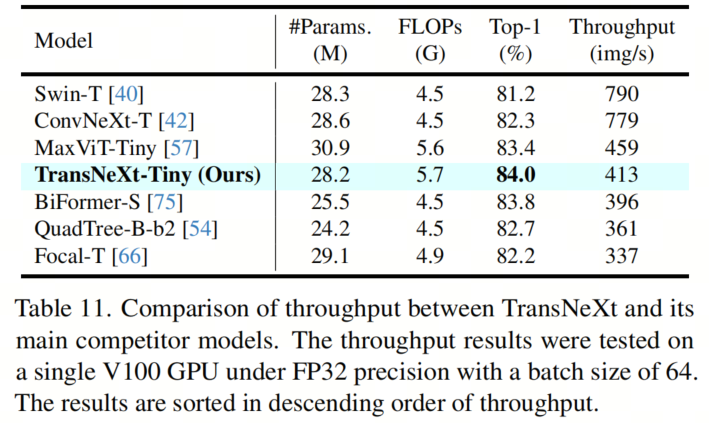 Model #Params. (M) FLOPs (G) Top-1 (%) Throughput (img/s)
Swin-T [40] 28.3 4.5 81.2 790
ConvNeXt-T [42] 28.6 4.5 82.3 779
MaxViT-Tiny [57] 30.9 5.6 83.4 459
TransNeXt-Tiny (Ours) 28.2 5.7 84.0 413
BiFormer-S [75] 25.5 4.5 83.8 396
QuadTree-B-b2 [54] 24.2 4.5 82.7 361
Focal-T [66] 29.1 4.9 82.2 337
Table 11. Comparison of throughput between TransNeXt and its
main competitor models. The throughput results were tested on
a single V100 GPU under FP32 precision with a batch size of 64.
The results are sorted in descending order of throughput.